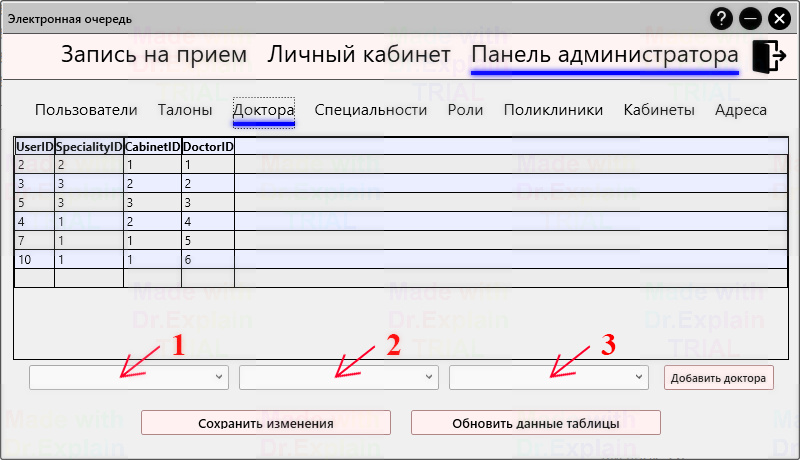 Электронная очередь
Запись на прием Личный кабинет Панель администратора
Пользователи Талоны Доктора Специальности Роли Поликлиники Кабинеты Адреса
UserID SpecialityID CabinetID DoctorID
2 2 1 1
3 3 2 2
5 3 3 3
4 1 2 4
7 1 1 5
10 1 1 6
1 2 3
Добавить доктора
Сохранить изменения Обновить данные таблицы
Made with
Dr.Explain
TRIAL